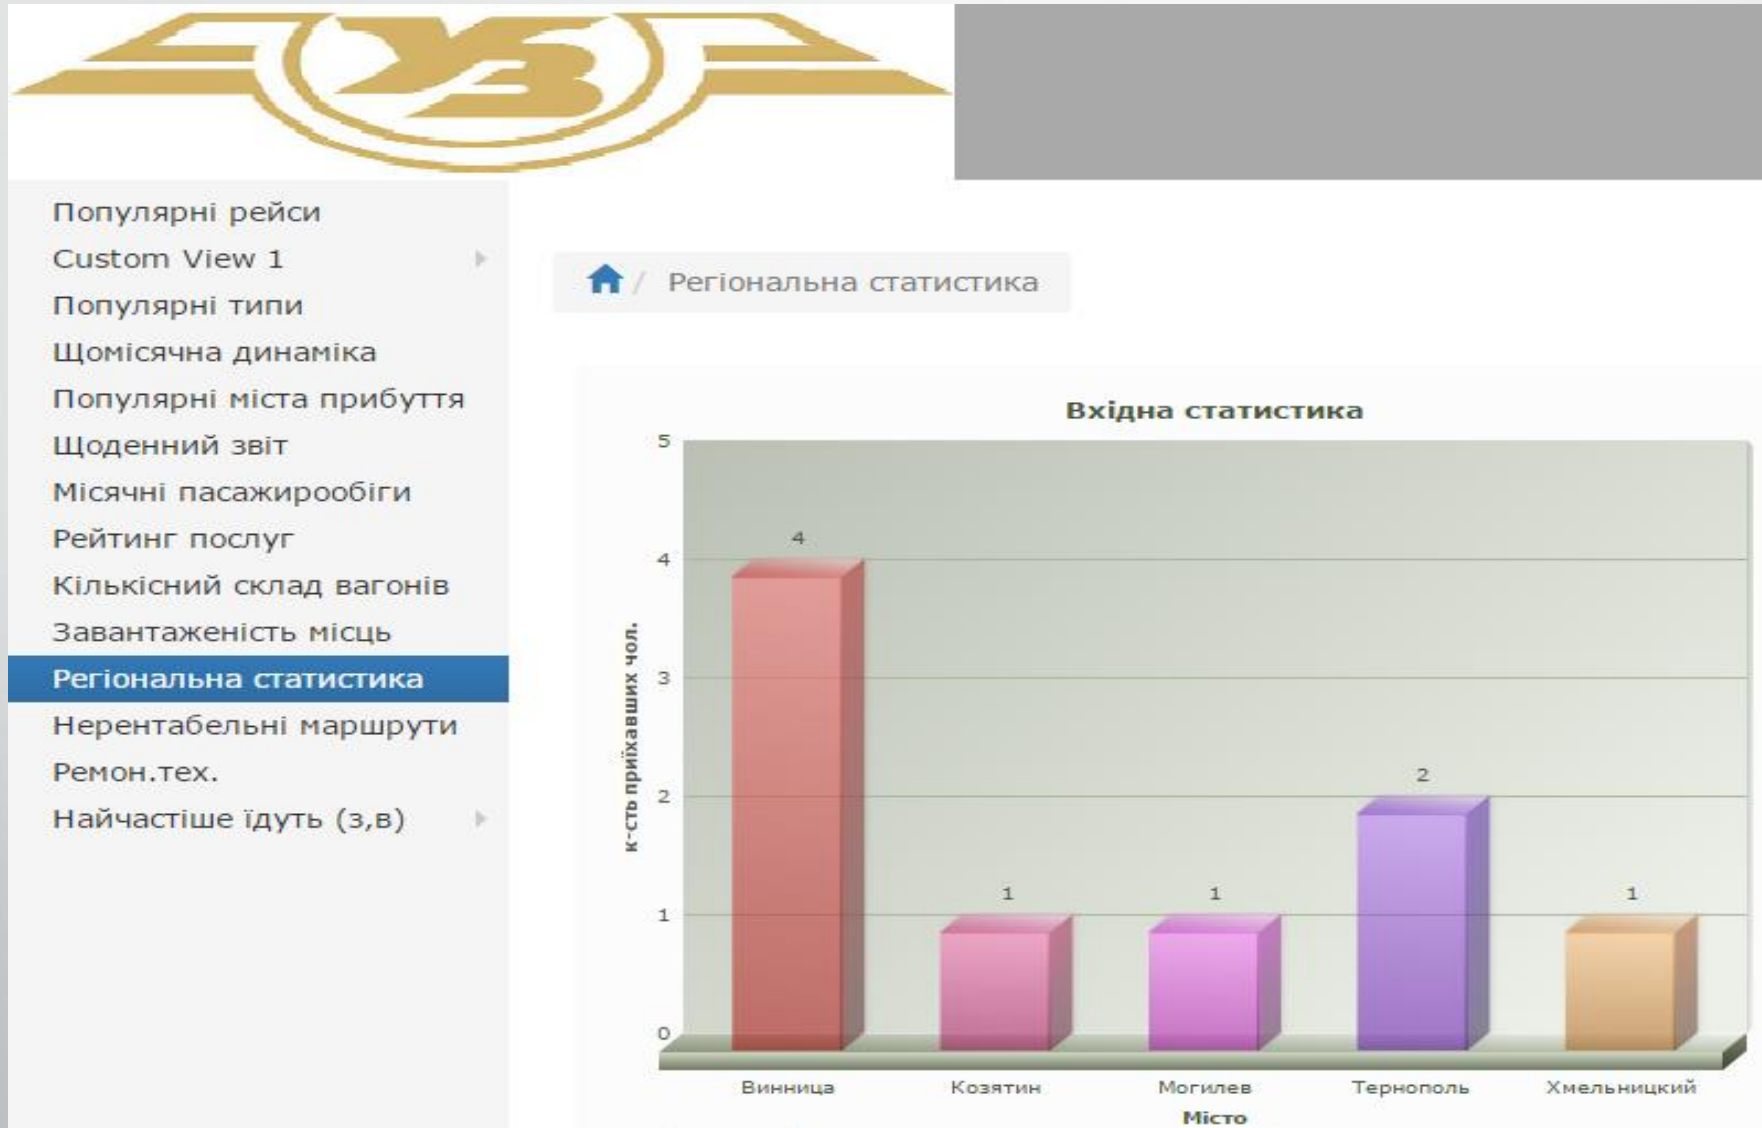 УЗ
Популярні рейси
Custom View 1
Популярні типи
Щомісячна динаміка
Популярні міста прибуття
Щоденний звіт
Місячні пасажирообіги
Рейтинг послуг
Кількісний склад вагонів
Завантаженість місць
Регіональна статистика
Нерентабельні маршрути
Ремон.тех.
Найчастіше їдуть (з,в)
/ Регіональна статистика
Вхідна статистика
к-сть приїхавших чол.
5
4
3
2
1
0
4
1
1
2
1
Винница Козятин Могилев Тернополь Хмельницкий
Місто